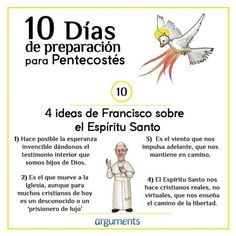 10 Días
de preparación
para Pentecostés
10
4 ideas de Francisco sobre
el Espíritu Santo
1) Hace posible la esperanza
invencible dándonos el
testimonio interior que
somos hijos de Dios.
2) Es el que mueve a la
Iglesia, aunque para
muchos cristianos de hoy
es un desconocido o un
'prisionero de lujo'
3) Es el viento que nos
impulsa adelante, que nos
mantiene en camino.
4) El Espíritu Santo nos
hace cristianos reales, no
virtuales, que nos enseña
el camino de la libertad.
arguments